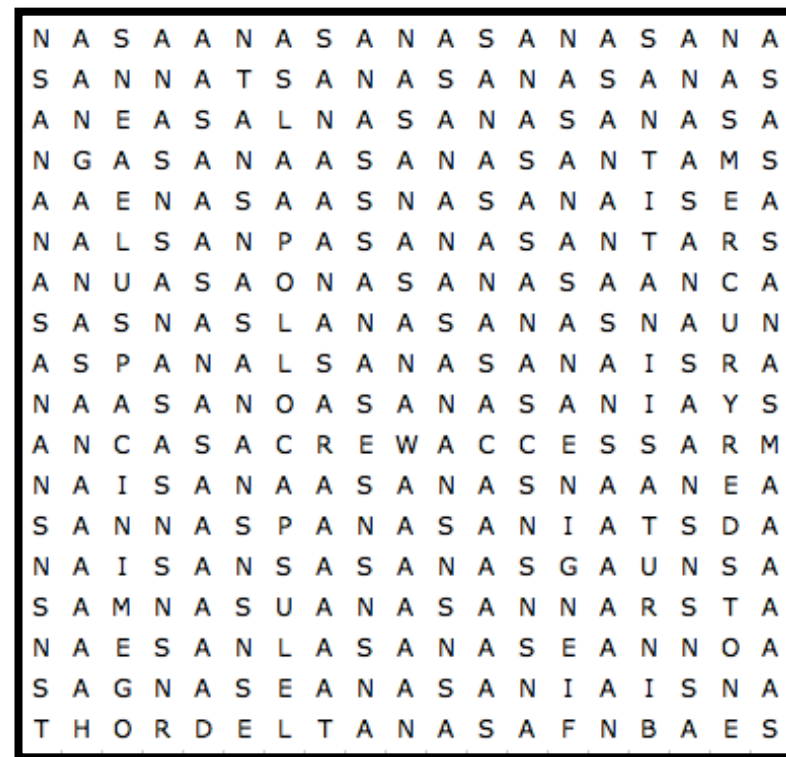 N A S A A N A S A N A S A N A S A N A
S A N N A T S A N A S A N A S A N A S
A N E A S A L N A S A N A S A N A S A
N G A S A N A A S A N A S A N T A M S
A A E N A S A A S N A S A N A I S E A
N A L S A N P A S A N A S A N T A R S
A N U A S A O N A S A N A S A A N C A
S A S N A S L A N A S A N A S N A U N
A S P A N A L S A N A S A N A I S R A
N A A S A N O A S A N A S A N I A Y S
A N C A S A C R E W A C C E S S A R M
N A I S A N A A S A N A S N A A N E A
S A N N A S P A N A S A N I A T S D A
N A I S A N S A S A N A S G A U N S A
S A M N A S U A N A S A N N A R S T A
N A E S A N L A S A N A S E A N N O A
S A G N A S E A N A S A N I A I S N A
T H O R D E L T A N A S A F N B A E S